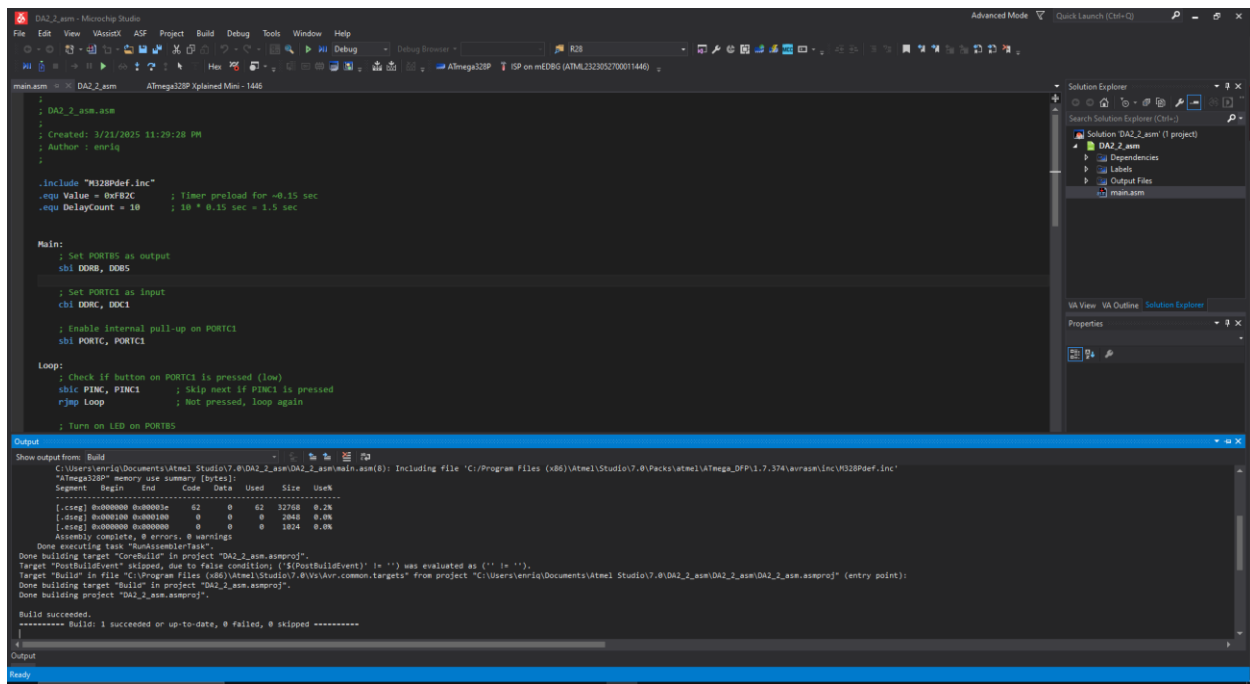 DA2_2_asm - Microchip Studio
Advanced Mode
Quick Launch (Ctrl+Q)
File Edit View VAssistX ASF Project Build Debug Tools Window Help
Debug
Debug Browser
R28
Hex
ATmega328P
ISP on mEDBG (ATML2323052700011446)
main.asm
DA2_2_asm
ATmega328P Xplained Mini - 1446
;
; DA2_2_asm.asm
;
; Created: 3/21/2025 11:29:28 PM
; Author : enriq
;
.include "M328Pdef.inc"
.equ Value = 0xFB2C ; Timer preload for ~0.15 sec
.equ DelayCount = 10 ; 10 * 0.15 sec = 1.5 sec
Main:
; Set PORTB5 as output
sbi DDRB, DDB5
; Set PORTC1 as input
cbi DDRC, DDC1
; Enable internal pull-up on PORTC1
sbi PORTC, PORTC1
Loop:
; Check if button on PORTC1 is pressed (low)
sbic PINC, PINC1 ; Skip next if PINC1 is pressed
rjmp Loop ; Not pressed, loop again
; Turn on LED on PORTB5
Solution Explorer
Search Solution Explorer (Ctrl+;)
Solution 'DA2_2_asm' (1 project)
DA2_2_asm
Dependencies
Labels
Output Files
main.asm
VA View VA Outline Solution Explorer
Properties
Output
Show output from: Build
C:\Users\enriq\Documents\Atmel Studio\7.0\DA2_2_asm\DA2_2_asm\main.asm(8): Including file 'C:/Program Files (x86)\Atmel\Studio\7.0\Packs\atmel\ATmega_DFP\1.7.374\avrasm\inc\M328Pdef.inc'
"ATmega328P" memory use summary [bytes]:
Segment Begin End Code Data Used Size Use%
---------------------------------------------------------------
[.cseg] 0x000000 0x00003e 62 0 62 32768 0.2%
[.dseg] 0x000100 0x000100 0 0 0 2048 0.0%
[.eseg] 0x000000 0x000000 0 0 0 1024 0.0%
Assembly complete, 0 errors. 0 warnings
Done executing task "RunAssemblerTask".
Done building target "CoreBuild" in project "DA2_2_asm.asmproj".
Target "PostBuildEvent" skipped, due to false condition; ('$(PostBuildEvent)' != '') was evaluated as ('' != '').
Target "Build" in file "C:\Program Files (x86)\Atmel\Studio\7.0\Vs\Avr.common.targets" from project "C:\Users\enriq\Documents\Atmel Studio\7.0\DA2_2_asm\DA2_2_asm\DA2_2_asm.asmproj" (entry point):
Done building target "Build" in project "DA2_2_asm.asmproj".
Done building project "DA2_2_asm.asmproj".
Build succeeded.
========== Build: 1 succeeded or up-to-date, 0 failed, 0 skipped ==========
Output
Ready